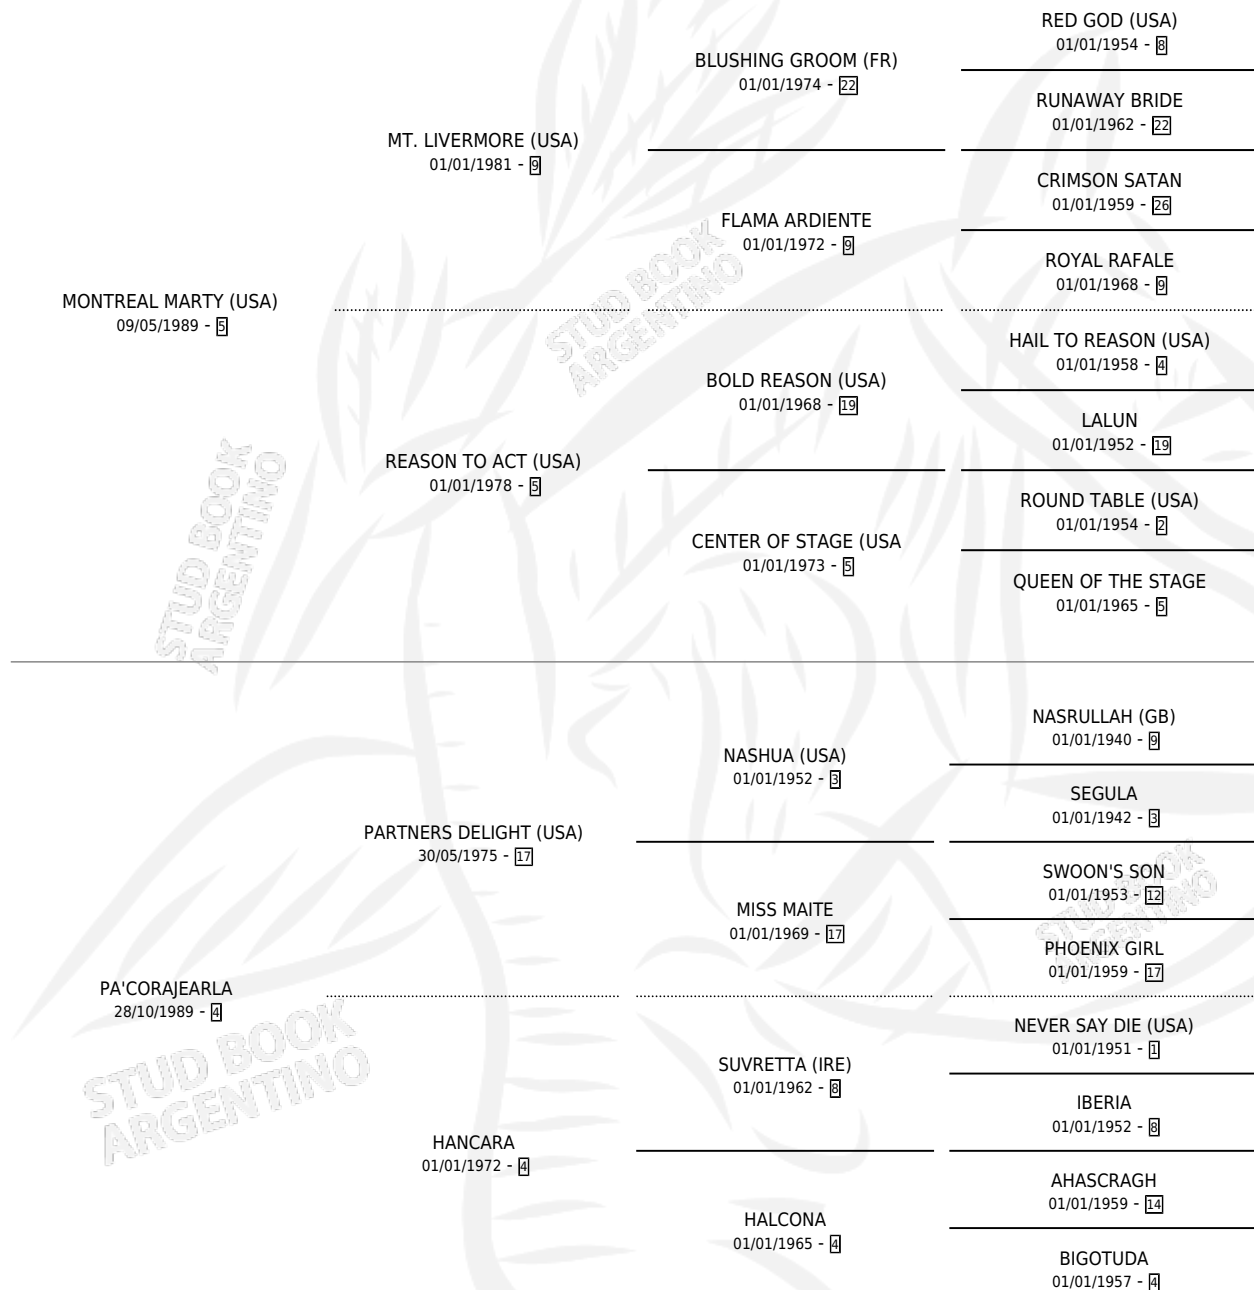 RED GOD (USA)
01/01/1954 - 8
BLUSHING GROOM (FR)
01/01/1974 - 22
RUNAWAY BRIDE
01/01/1962 - 22
MT. LIVERMORE (USA)
01/01/1981 - 9
CRIMSON SATAN
01/01/1959 - 26
FLAMA ARDIENTE
01/01/1972 - 9
ROYAL RAFALE
01/01/1968 - 9
MONTREAL MARTY (USA)
09/05/1989 - 5
HAIL TO REASON (USA)
01/01/1958 - 4
BOLD REASON (USA)
01/01/1968 - 19
LALUN
01/01/1952 - 19
REASON TO ACT (USA)
01/01/1978 - 5
ROUND TABLE (USA)
01/01/1954 - 2
CENTER OF STAGE (USA
01/01/1973 - 5
QUEEN OF THE STAGE
01/01/1965 - 5
NASRULLAH (GB)
01/01/1940 - 9
NASHUA (USA)
01/01/1952 - 3
SEGULA
01/01/1942 - 3
PARTNERS DELIGHT (USA)
30/05/1975 - 17
SWOON'S SON
01/01/1953 - 12
MISS MAITE
01/01/1969 - 17
PHOENIX GIRL
01/01/1959 - 17
PA'CORAJEARLA
28/10/1989 - 4
NEVER SAY DIE (USA)
01/01/1951 - 1
SUVRETTA (IRE)
01/01/1962 - 8
IBERIA
01/01/1952 - 8
HANCARA
01/01/1972 - 4
AHASCRAGH
01/01/1959 - 14
HALCONA
01/01/1965 - 4
BIGOTUDA
01/01/1957 - 4
STUD BOOK
ARGENTINO
STUD BOOK
ARGENTINO
STUD BOOK
ARGENTINO
STUD BOOK
ARGENTINO